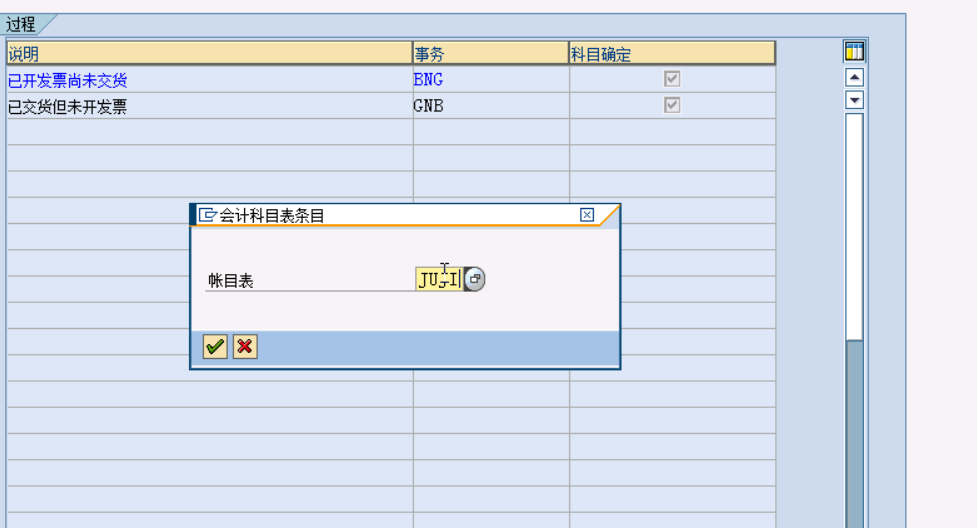 过程
说明 事务 科目确定
已开发票尚未交货 BNG
已交货但未开发票 GNB
会计科目表条目
帐目表